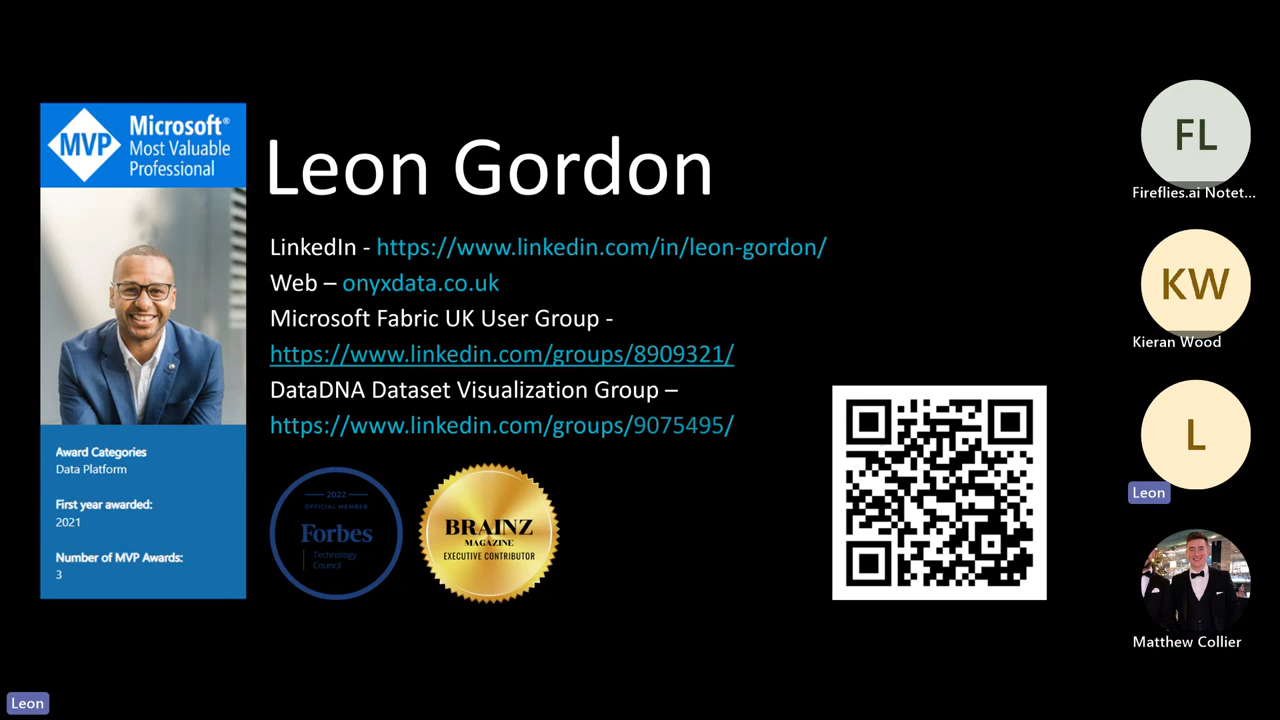 MVP
Microsoft®
Most Valuable
Professional
Leon Gordon
LinkedIn - https://www.linkedin.com/in/leon-gordon/
Web – onyxdata.co.uk
Microsoft Fabric UK User Group -
https://www.linkedin.com/groups/8909321/
DataDNA Dataset Visualization Group –
https://www.linkedin.com/groups/9075495/
Award Categories
Data Platform
First year awarded:
2021
Number of MVP Awards:
3
2022
OFFICIAL MEMBER
Forbes
Technology
Council
BRAINZ
MAGAZINE
EXECUTIVE CONTRIBUTOR
FL
Fireflies.ai Notet...
KW
Kieran Wood
L
Leon
Matthew Collier
Leon